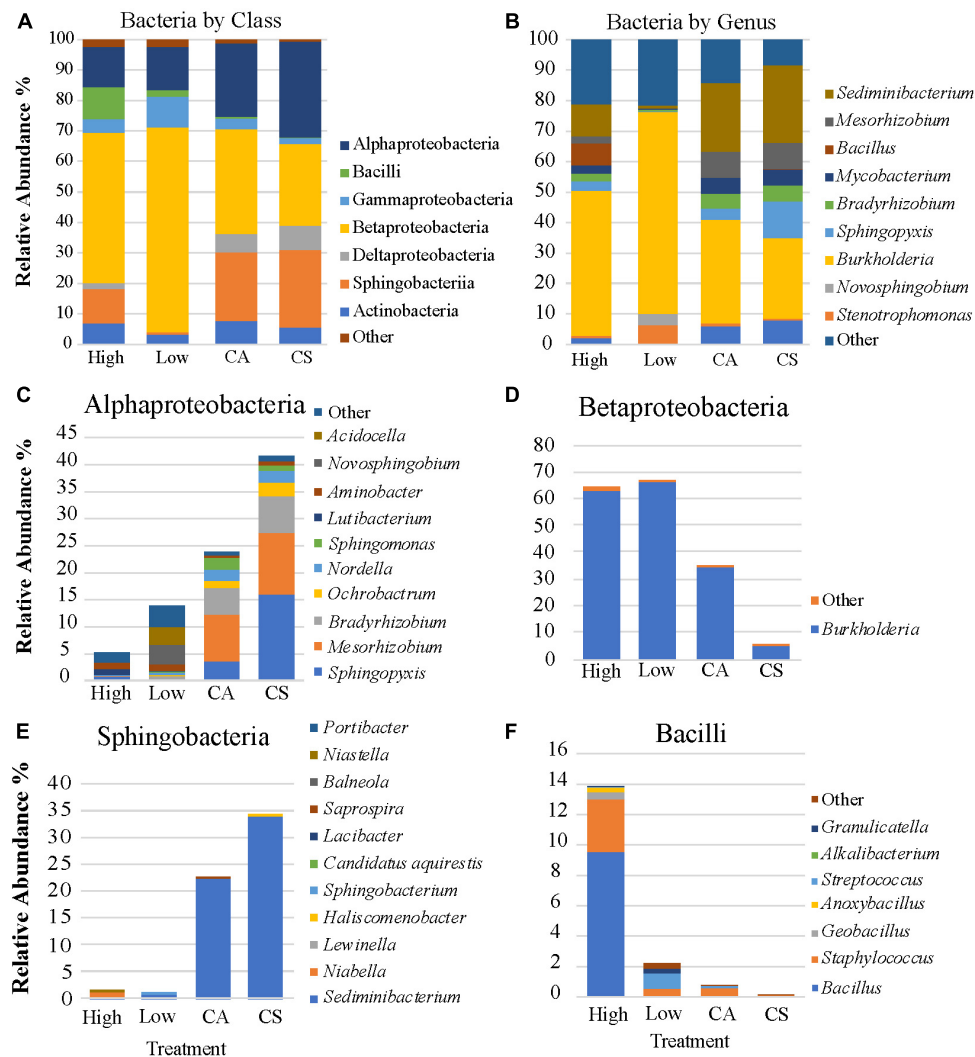 A
Bacteria by Class
Relative Abundance %
100
90
80
70
60
50
40
30
20
10
0
High
Low
CA
CS
Alphaproteobacteria
Bacilli
Gammaproteobacteria
Betaproteobacteria
Deltaproteobacteria
Sphingobacteriia
Actinobacteria
Other
B
Bacteria by Genus
100
90
80
70
60
50
40
30
20
10
0
High
Low
CA
CS
Sediminibacterium
Mesorhizobium
Bacillus
Mycobacterium
Bradyrhizobium
Sphingopyxis
Burkholderia
Novosphingobium
Stenotrophomonas
Other
C
Alphaproteobacteria
Relative Abundance %
45
40
35
30
25
20
15
10
5
0
High
Low
CA
CS
Other
Acidocella
Novosphingobium
Aminobacter
Lutibacterium
Sphingomonas
Nordella
Ochrobactrum
Bradyrhizobium
Mesorhizobium
Sphingopyxis
D
Betaproteobacteria
80
70
60
50
40
30
20
10
0
High
Low
CA
CS
Other
Burkholderia
E
Sphingobacteria
Relative Abundance %
40
35
30
25
20
15
10
5
0
High
Low
CA
CS
Treatment
Portibacter
Niastella
Balneola
Saprospira
Lacibacter
Candidatus aquirestis
Sphingobacterium
Haliscomenobacter
Lewinella
Niabella
Sediminibacterium
F
Bacilli
16
14
12
10
8
6
4
2
0
High
Low
CA
CS
Treatment
Other
Granulicatella
Alkalibacterium
Streptococcus
Anoxybacillus
Geobacillus
Staphylococcus
Bacillus